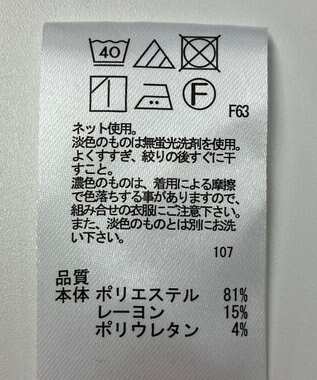 40
F
F63
ネット使用。
淡色のものは無蛍光洗剤を使用。
よくすすぎ、絞りの後すぐに干
すこと。
濃色のものは、着用による摩擦
で色落ちする事がありますので、
組み合せの衣服にご注意下さい。
また、淡色のものとは別にお洗
い下さい。
107
品質
本体 ポリエステル 81%
レーヨン 15%
ポリウレタン 4%